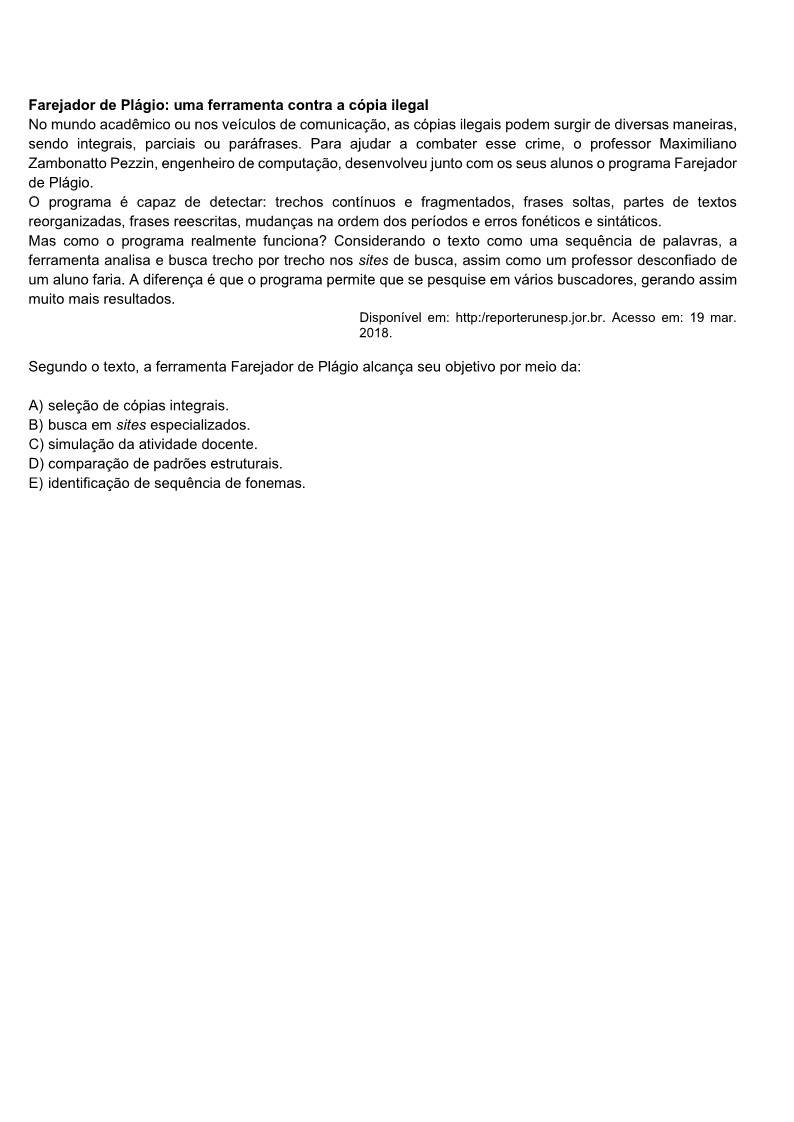 Farejador de Plágio: uma ferramenta contra a cópia ilegal
No mundo acadêmico ou nos veículos de comunicação, as cópias ilegais podem surgir de diversas maneiras,
sendo integrais, parciais ou paráfrases. Para ajudar a combater esse crime, o professor Maximiliano
Zambonatto Pezzin, engenheiro de computação, desenvolveu junto com os seus alunos o programa Farejador
de Plágio.
O programa é capaz de detectar: trechos contínuos e fragmentados, frases soltas, partes de textos
reorganizadas, frases reescritas, mudanças na ordem dos períodos e erros fonéticos e sintáticos.
Mas como o programa realmente funciona? Considerando o texto como uma sequência de palavras, a
ferramenta analisa e busca trecho por trecho nos sites de busca, assim como um professor desconfiado de
um aluno faria. A diferença é que o programa permite que se pesquise em vários buscadores, gerando assim
muito mais resultados.
Disponível em: http:/reporterunesp.jor.br. Acesso em: 19 mar.
2018.
Segundo o texto, a ferramenta Farejador de Plágio alcança seu objetivo por meio da:
A) seleção de cópias integrais.
B) busca em sites especializados.
C) simulação da atividade docente.
D) comparação de padrões estruturais.
E) identificação de sequência de fonemas.